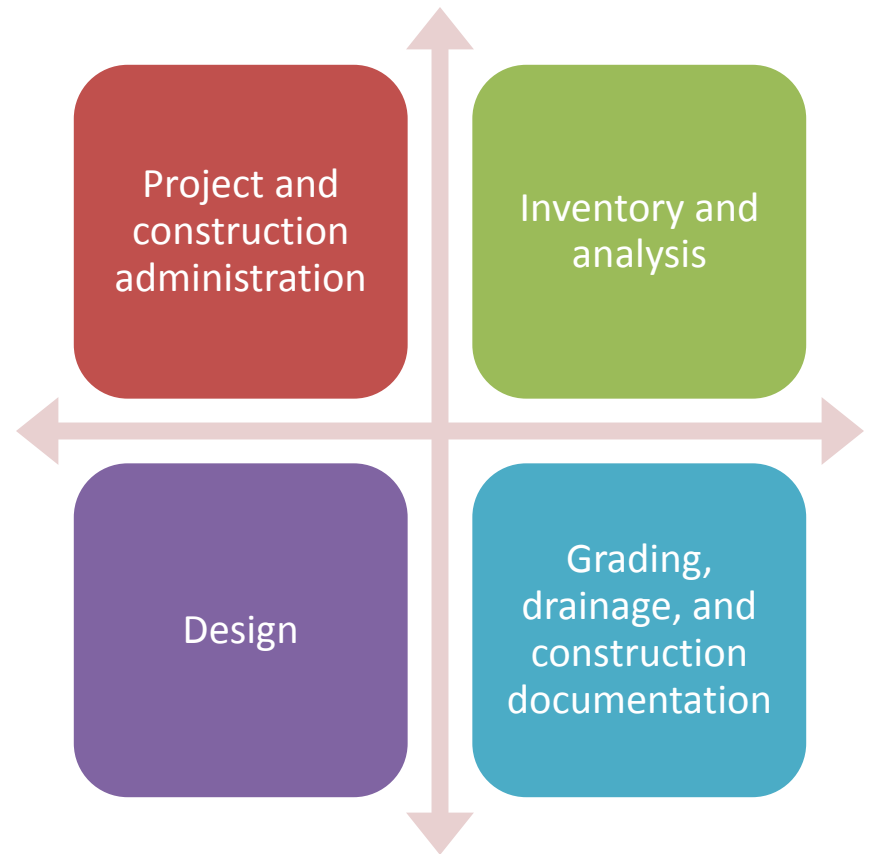 Project and
construction
administration
Inventory and
analysis
Design
Grading,
drainage, and
construction
documentation